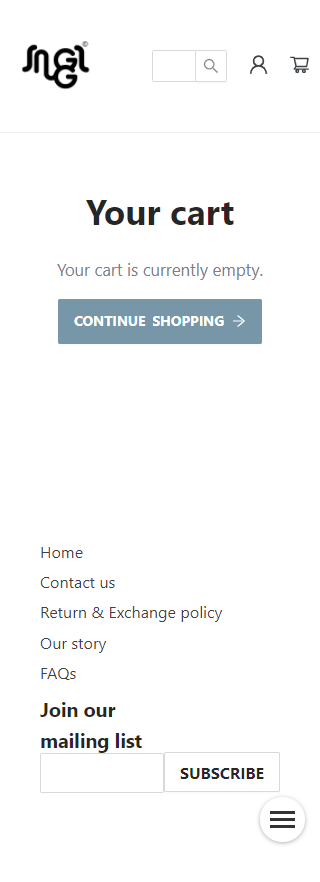 ®
Your cart
Your cart is currently empty.
CONTINUE SHOPPING
Home
Contact us
Return & Exchange policy
Our story
FAQs
Join our
mailing list
SUBSCRIBE